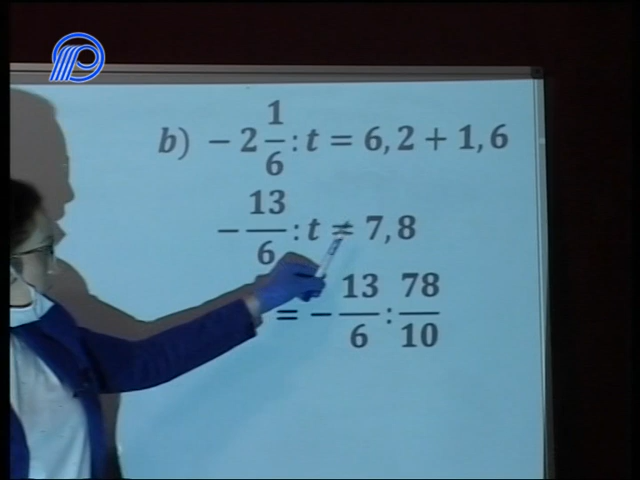 b) −2 1/6 : t = 6,2 + 1,6
−13/6 : t = 7,8
= −13/6 : 78/10